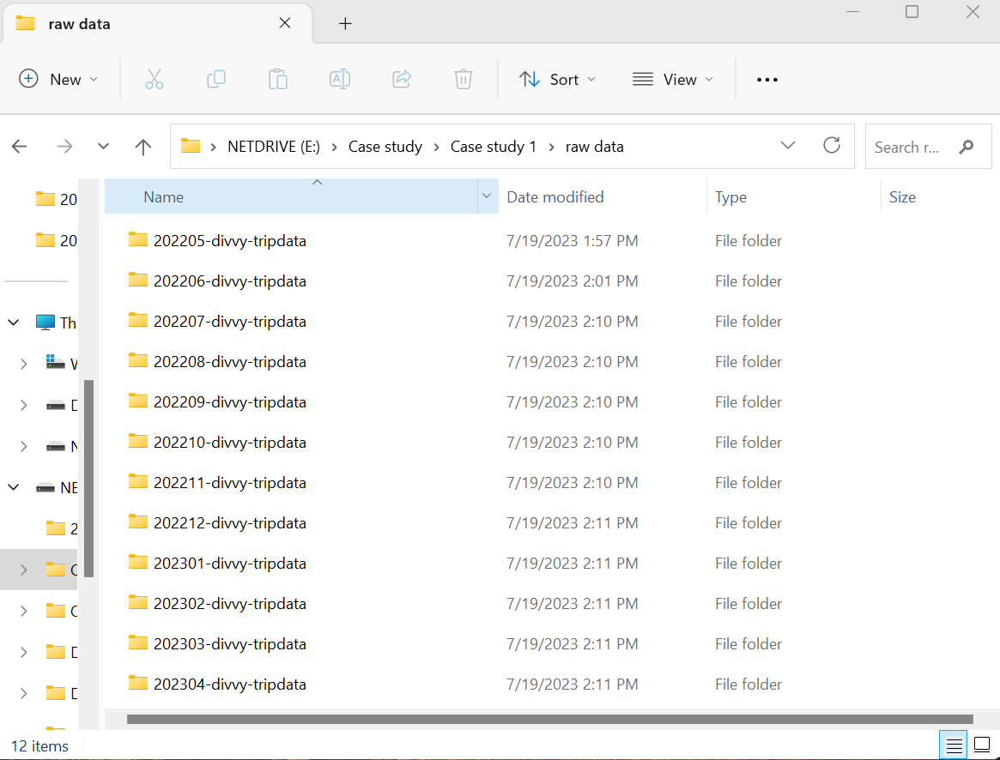 raw data
New
Sort
View
NETDRIVE (E:) > Case study > Case study 1 > raw data
Search r...
20
20
Th
W
D
N
NE
2
C
C
D
D
Name Date modified Type Size
202205-divvy-tripdata 7/19/2023 1:57 PM File folder
202206-divvy-tripdata 7/19/2023 2:01 PM File folder
202207-divvy-tripdata 7/19/2023 2:10 PM File folder
202208-divvy-tripdata 7/19/2023 2:10 PM File folder
202209-divvy-tripdata 7/19/2023 2:10 PM File folder
202210-divvy-tripdata 7/19/2023 2:10 PM File folder
202211-divvy-tripdata 7/19/2023 2:10 PM File folder
202212-divvy-tripdata 7/19/2023 2:11 PM File folder
202301-divvy-tripdata 7/19/2023 2:11 PM File folder
202302-divvy-tripdata 7/19/2023 2:11 PM File folder
202303-divvy-tripdata 7/19/2023 2:11 PM File folder
202304-divvy-tripdata 7/19/2023 2:11 PM File folder
12 items